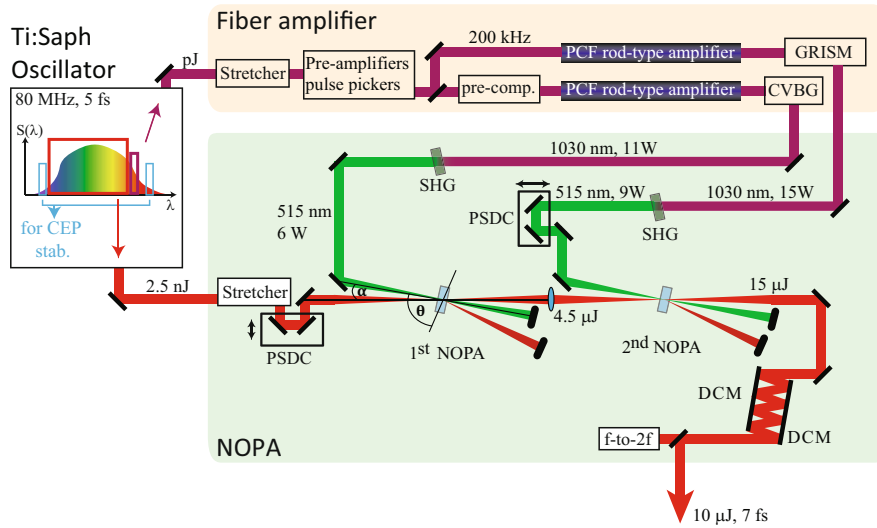 Fiber amplifier
Ti:Saph
Oscillator
pJ
Stretcher
Pre-amplifiers
pulse pickers
200 kHz
PCF rod-type amplifier
GRISM
pre-comp.
PCF rod-type amplifier
CVBG
80 MHz, 5 fs
S(λ)
λ
for CEP
stab.
1030 nm, 11W
SHG
515 nm, 9W
1030 nm, 15W
PSDC
SHG
515 nm
6 W
2.5 nJ
Stretcher
α
θ
15 µJ
4.5 µJ
PSDC
1st NOPA
2nd NOPA
DCM
DCM
f-to-2f
NOPA
10 µJ, 7 fs